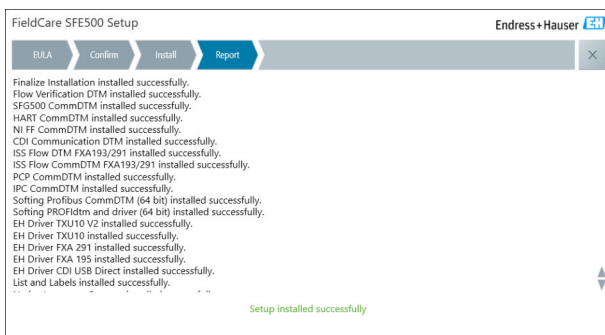 FieldCare SFE500 Setup
Endress+Hauser EH
EULA
Confirm
Install
Report
Finalize Installation installed successfully.
Flow Verification DTM installed successfully.
SFG500 CommDTM installed successfully.
HART CommDTM installed successfully.
NI FF CommDTM installed successfully.
CDI Communication DTM installed successfully.
ISS Flow DTM FXA193/291 installed successfully.
ISS Flow CommDTM FXA193/291 installed successfully.
PCP CommDTM installed successfully.
IPC CommDTM installed successfully.
Softing Profibus CommDTM (64 bit) installed successfully.
Softing PROFIdtm and driver (64 bit) installed successfully.
EH Driver TXU10 V2 installed successfully.
EH Driver TXU10 installed successfully.
EH Driver FXA 291 installed successfully.
EH Driver FXA 195 installed successfully.
EH Driver CDI USB Direct installed successfully.
List and Labels installed successfully.
Setup installed successfully